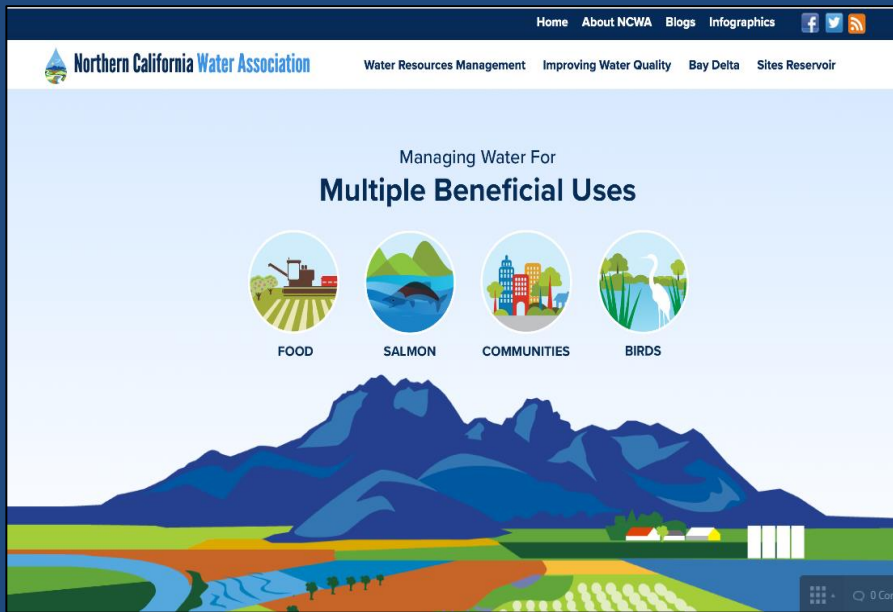 Home About NCWA Blogs Infographics
Northern California Water Association
Water Resources Management Improving Water Quality Bay Delta Sites Reservoir
Managing Water For
Multiple Beneficial Uses
FOOD SALMON COMMUNITIES BIRDS
0